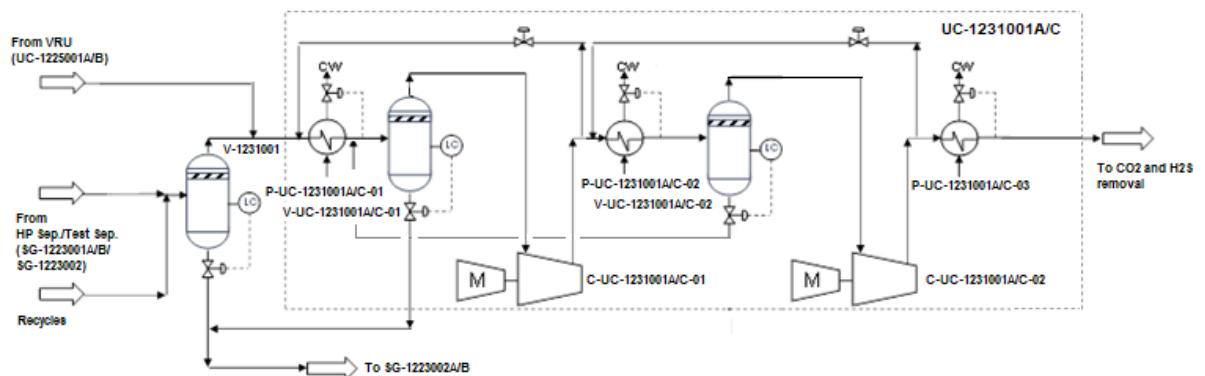 UC-1231001A/C
From VRU
(UC-1225001A/B)
CW
CW
CW
V-1231001
LC
LC
LC
P-UC-1231001A/C-01
V-UC-1231001A/C-01
P-UC-1231001A/C-02
V-UC-1231001A/C-02
P-UC-1231001A/C-03
To CO2 and H2S
removal
From
HP Sep./Test Sep.
(SG-1223001A/B/
SG-1223002)
M
C-UC-1231001A/C-01
M
C-UC-1231001A/C-02
Recycles
To SG-1223002A/B